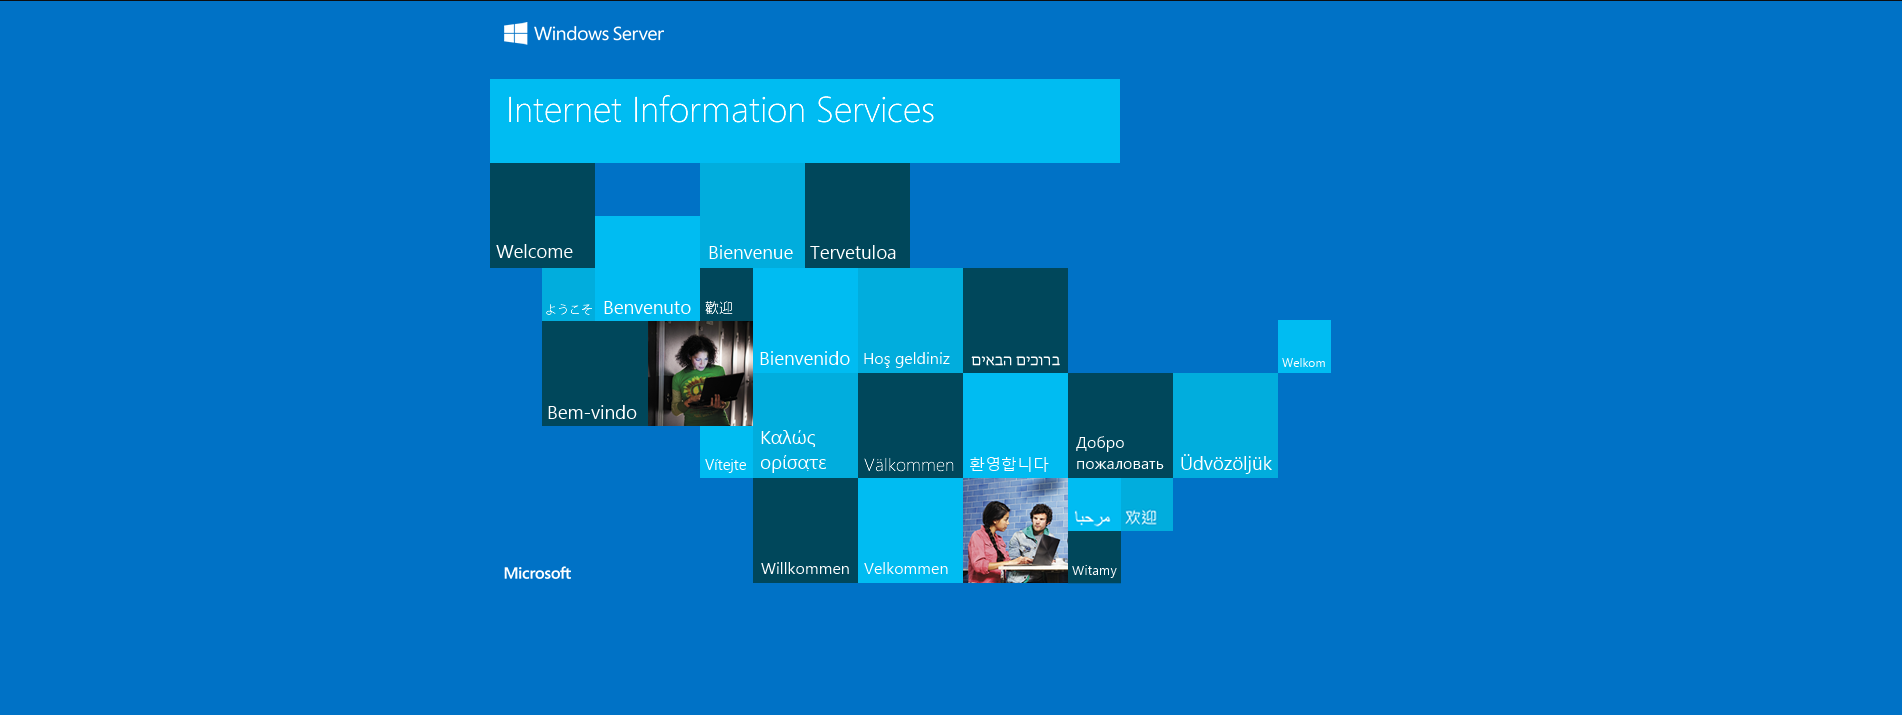 Windows Server
Internet Information Services
Welcome
Bienvenue
Tervetuloa
ようこそ
Benvenuto
歡迎
Bienvenido
Hoş geldiniz
ברוכים הבאים
Welkom
Bem-vindo
Vítejte
Καλώς
ορίσατε
Välkommen
환영합니다
Добро
пожаловать
Üdvözöljük
مرحبا
欢迎
Willkommen
Velkommen
Witamy
Microsoft